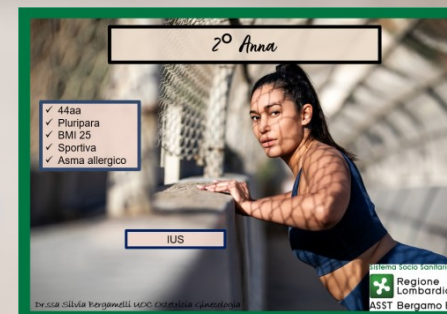 2° Anna
✓ 44aa
✓ Pluripara
✓ BMI 25
✓ Sportiva
✓ Asma allergico
IUS
Dr.ssa Silvia Bergamelli UOC Ostetricia Ginecologia
Sistema Socio Sanitario
Regione
Lombardia
ASST Bergamo